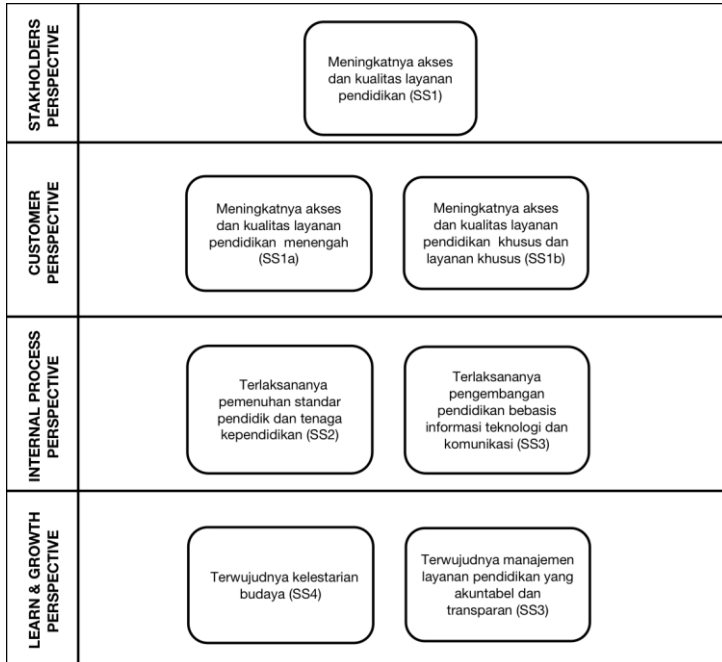 STAKHOLDERS
PERSPECTIVE
Meningkatnya akses
dan kualitas layanan
pendidikan (SS1)
CUSTOMER
PERSPECTIVE
Meningkatnya akses
dan kualitas layanan
pendidikan menengah
(SS1a)
Meningkatnya akses
dan kualitas layanan
pendidikan khusus dan
layanan khusus (SS1b)
INTERNAL PROCESS
PERSPECTIVE
Terlaksananya
pemenuhan standar
pendidik dan tenaga
kependidikan (SS2)
Terlaksananya
pengembangan
pendidikan bebasis
informasi teknologi dan
komunikasi (SS3)
LEARN & GROWTH
PERSPECTIVE
Terwujudnya kelestarian
budaya (SS4)
Terwujudnya manajemen
layanan pendidikan yang
akuntabel dan
transparan (SS3)